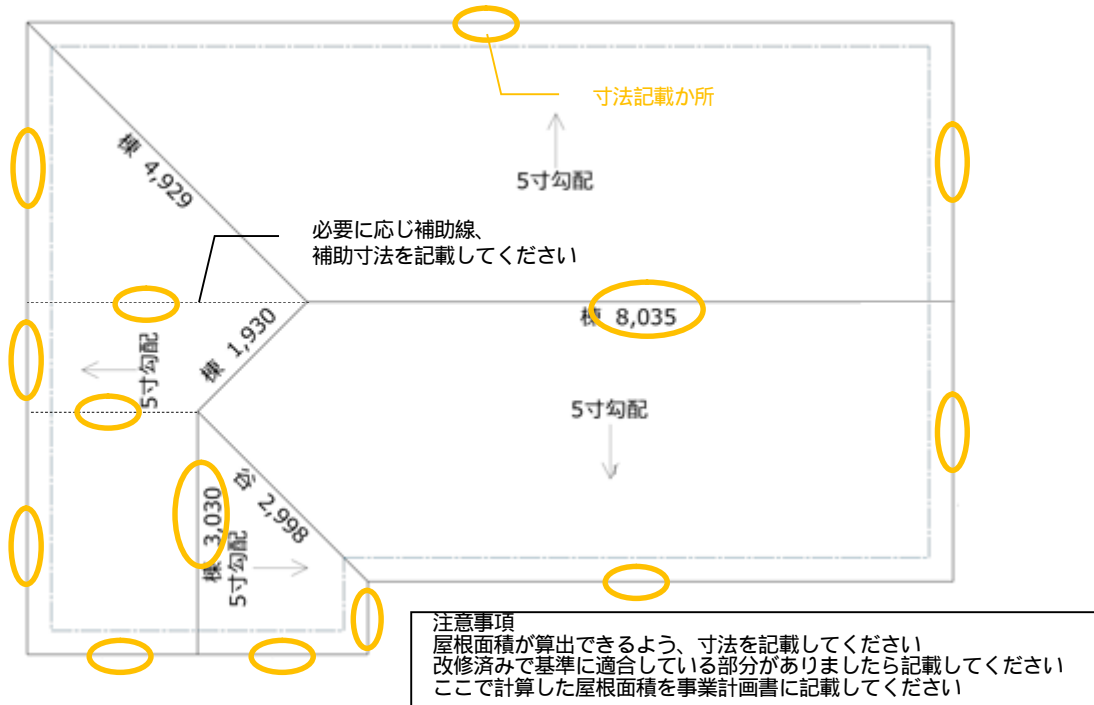 寸法記載か所
棟 4,929
5寸勾配
必要に応じ補助線、
補助寸法を記載してください
棟 1,930
棟 8,035
5寸勾配
5寸勾配
谷 2,998
棟 3,030
5寸勾配
注意事項
屋根面積が算出できるよう、寸法を記載してください
改修済みで基準に適合している部分がありましたら記載してください
ここで計算した屋根面積を事業計画書に記載してください